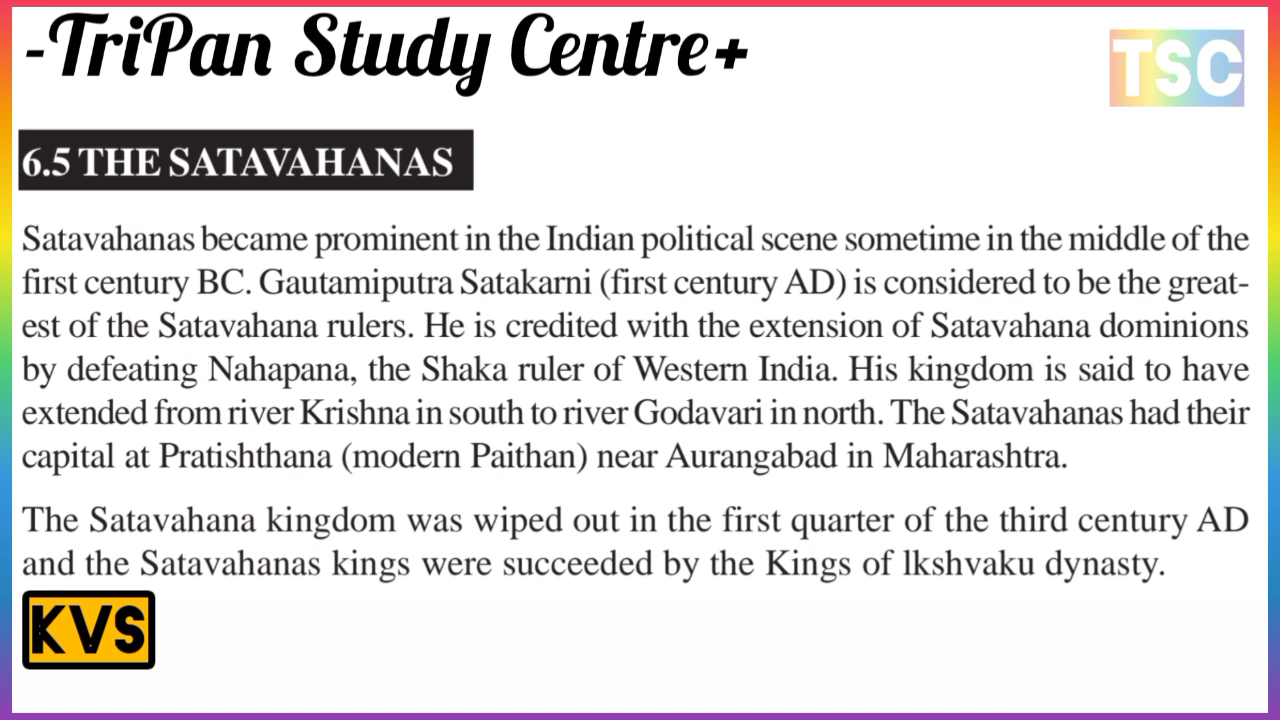 -TriPan Study Centre+
TSC
6.5 THE SATAVAHANAS
Satavahanas became prominent in the Indian political scene sometime in the middle of the
first century BC. Gautamiputra Satakarni (first century AD) is considered to be the great-
est of the Satavahana rulers. He is credited with the extension of Satavahana dominions
by defeating Nahapana, the Shaka ruler of Western India. His kingdom is said to have
extended from river Krishna in south to river Godavari in north. The Satavahanas had their
capital at Pratishthana (modern Paithan) near Aurangabad in Maharashtra.
The Satavahana kingdom was wiped out in the first quarter of the third century AD
and the Satavahanas kings were succeeded by the Kings of lkshvaku dynasty.
KVS